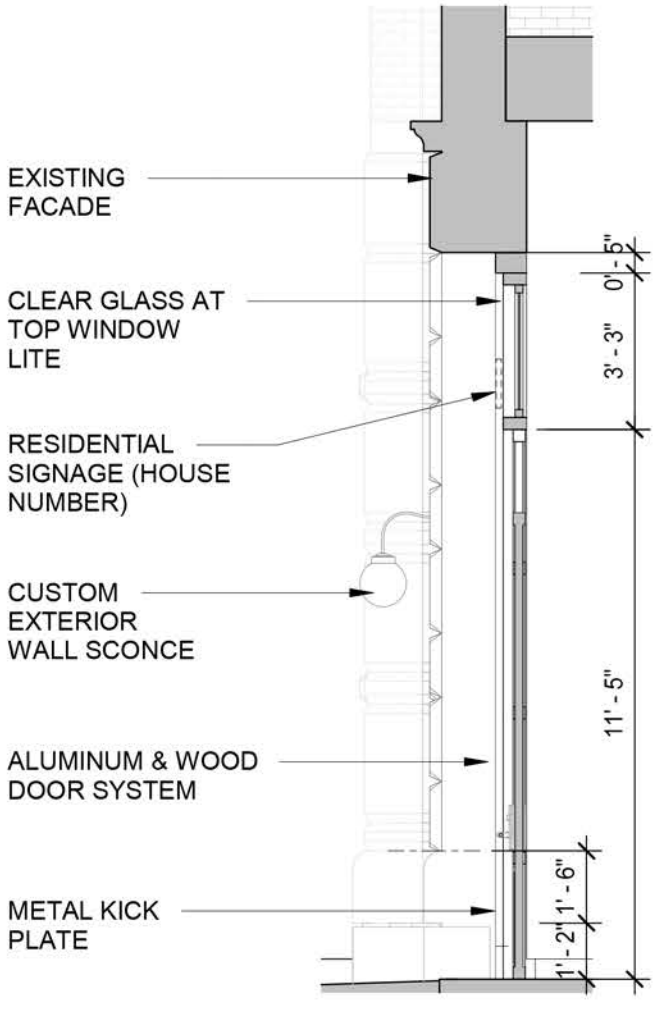 EXISTING
FACADE
CLEAR GLASS AT
TOP WINDOW
LITE
RESIDENTIAL
SIGNAGE (HOUSE
NUMBER)
CUSTOM
EXTERIOR
WALL SCONCE
ALUMINUM & WOOD
DOOR SYSTEM
METAL KICK
PLATE
0' - 5"
3' - 3"
11' - 5"
1' - 6"
1' - 2"